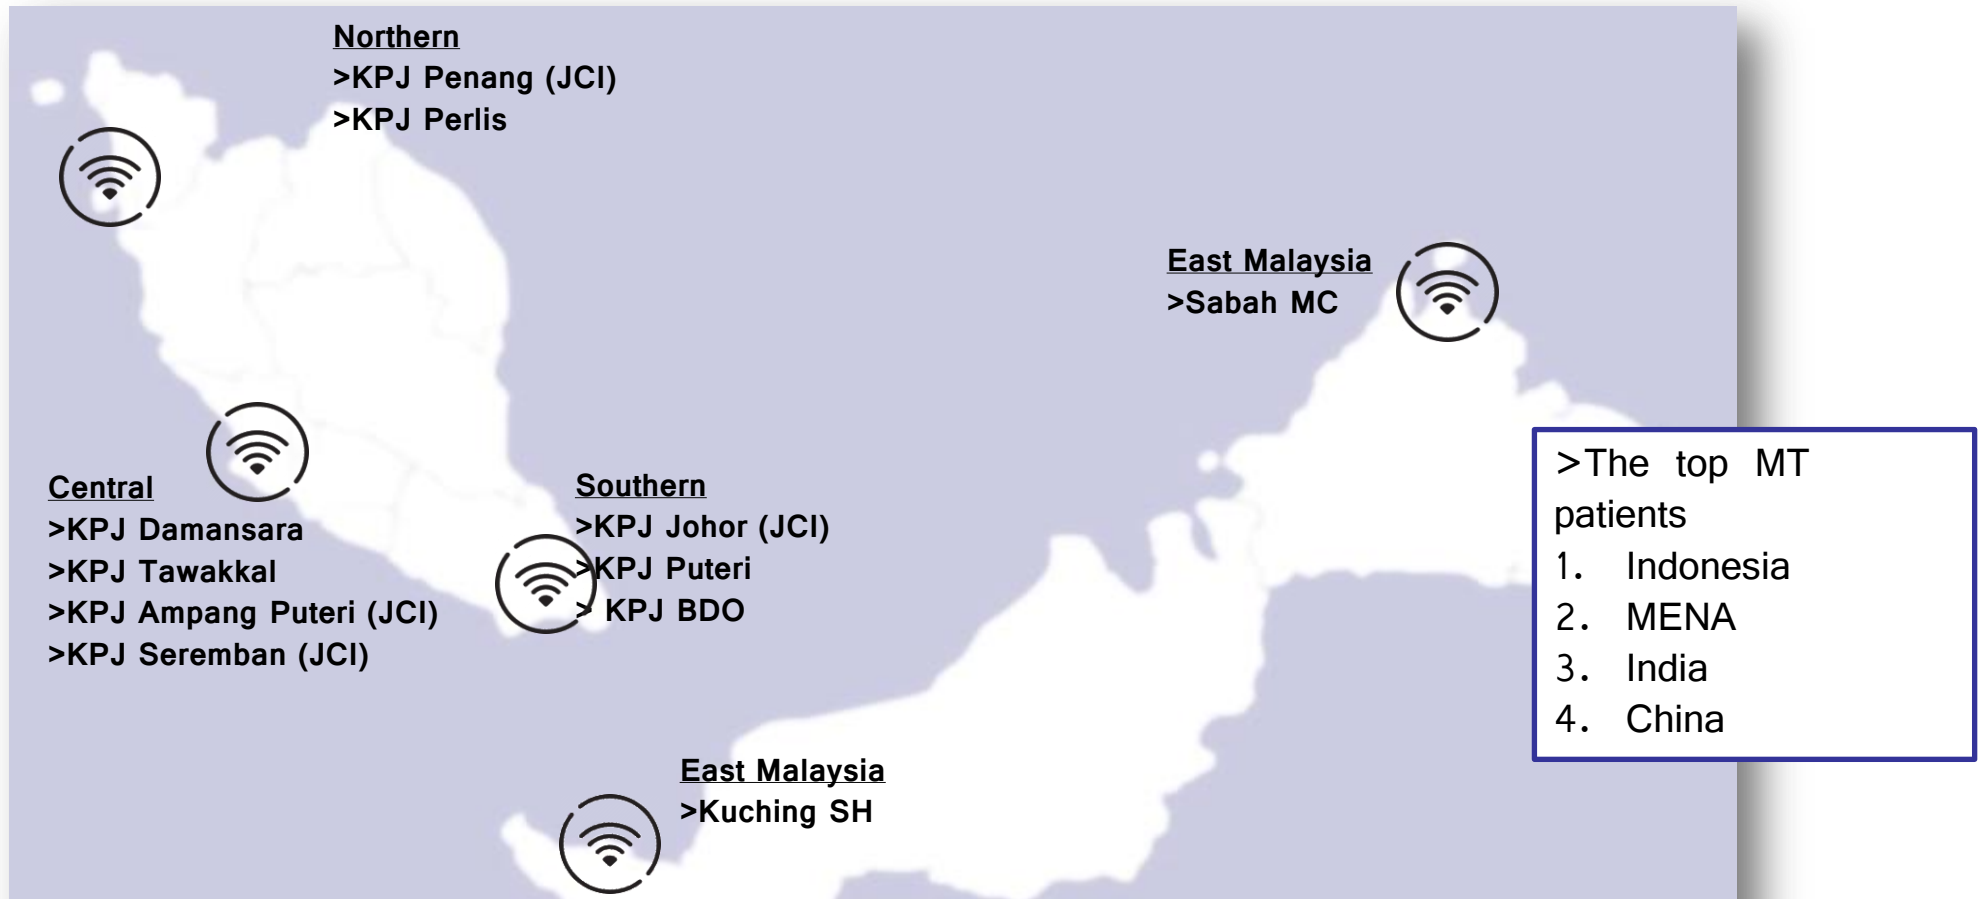 Northern
>KPJ Penang (JCI)
>KPJ Perlis
East Malaysia
>Sabah MC
Central
>KPJ Damansara
>KPJ Tawakkal
>KPJ Ampang Puteri (JCI)
>KPJ Seremban (JCI)
Southern
>KPJ Johor (JCI)
>KPJ Puteri
> KPJ BDO
>The top MT
patients
1. Indonesia
2. MENA
3. India
4. China
East Malaysia
>Kuching SH